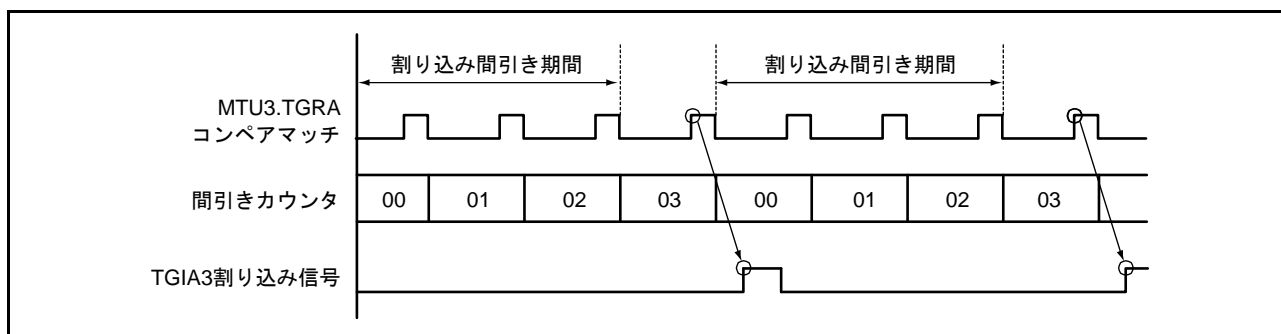 割り込み間引き期間 割り込み間引き期間
MTU3.TGRA
コンペアマッチ
間引きカウンタ 00 01 02 03 00 01 02 03
TGIA3割り込み信号